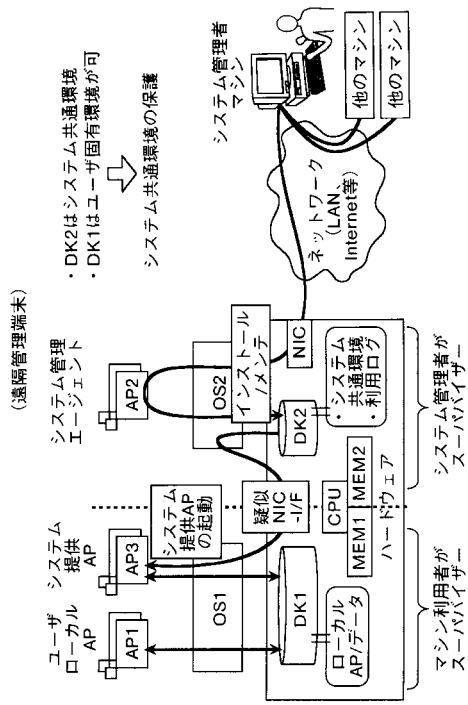 (遠隔管理端末)
・DK2はシステム共通環境
・DK1はユーザ固有環境が可
システム共通環境の保護
ユーザ
ローカル
AP
システム
提供
AP
システム管理
エージェント
システム管理者
マシン
AP1
AP3
AP2
システム
提供AP
の起動
OS1
OS2
インストール
/メンテ
疑似
NIC
-I/F
NIC
DK1
DK2
ローカル
AP/データ
・システム
共通環境
・利用ログ
CPU
MEM1
MEM2
ハードウェア
ネットワーク
(LAN、
Internet等)
他のマシン
他のマシン
マシン利用者が
スーパバイザー
システム管理者が
スーパバイザー